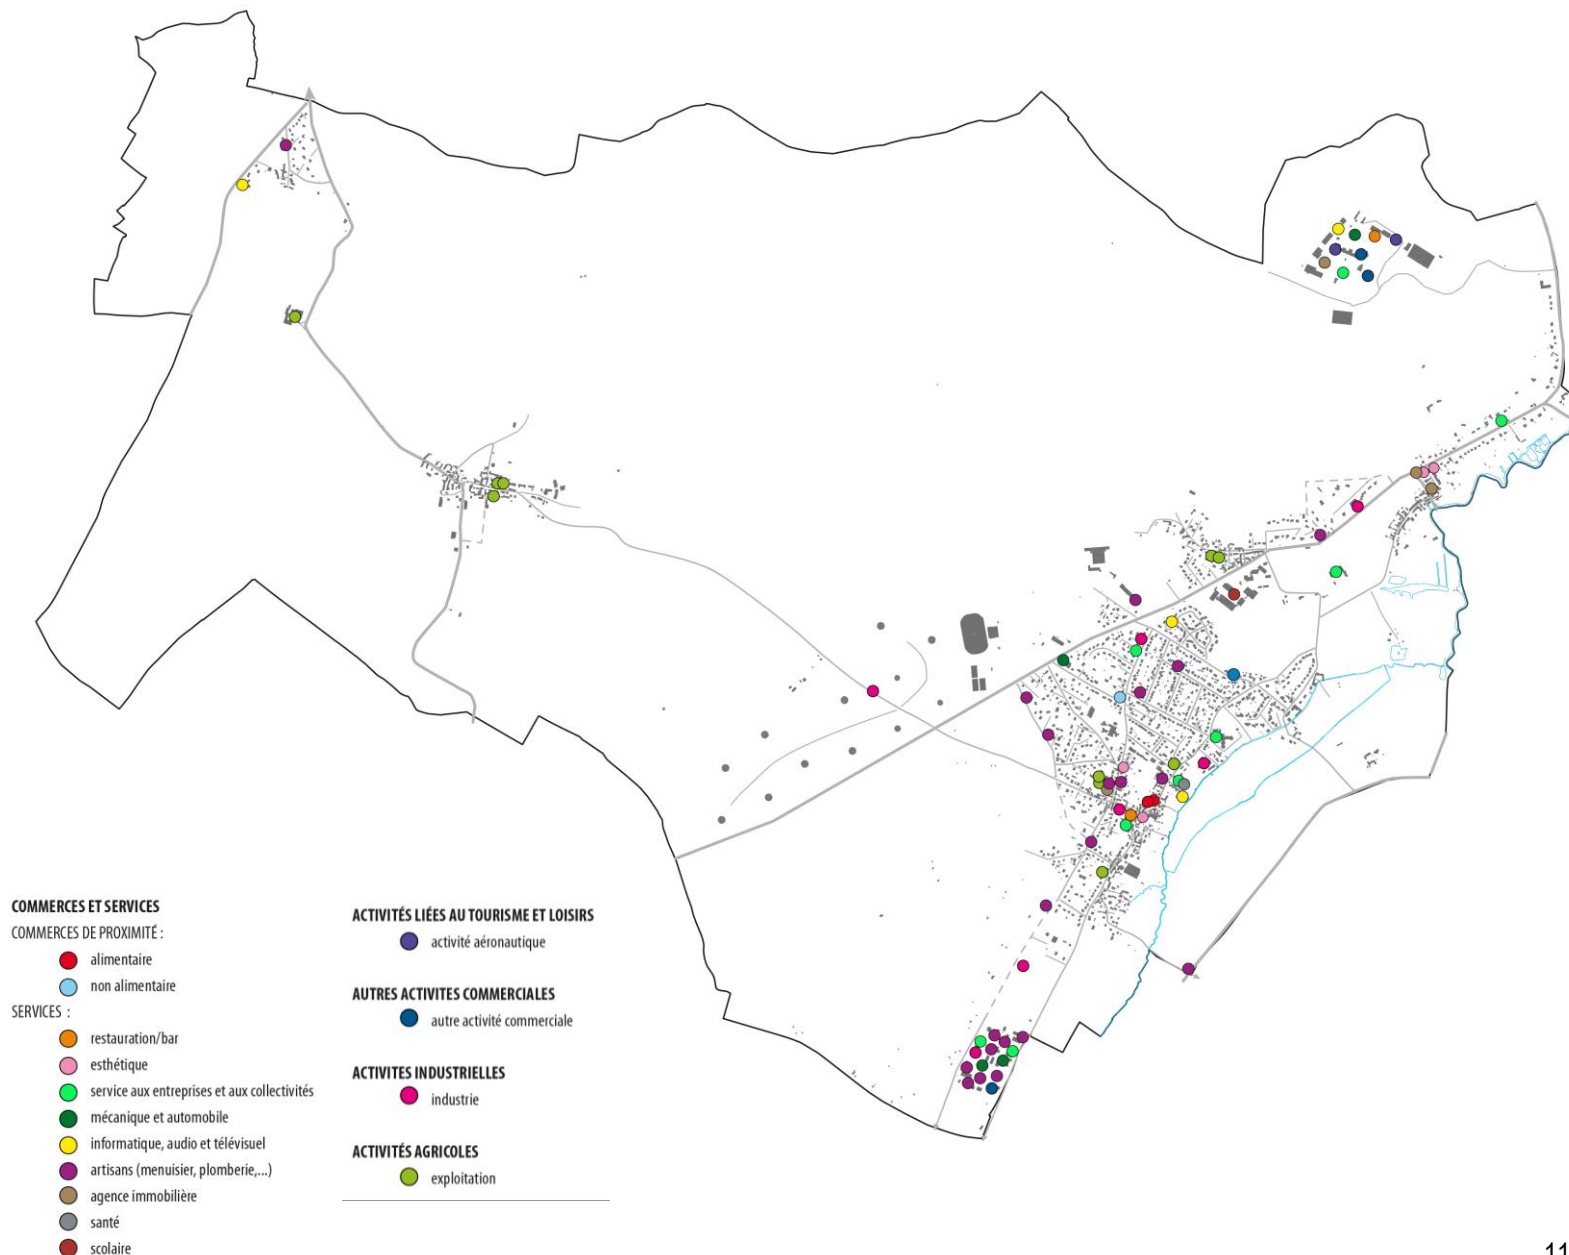 COMMERCES ET SERVICES
COMMERCES DE PROXIMITÉ :
alimentaire
non alimentaire
SERVICES :
restauration/bar
esthétique
service aux entreprises et aux collectivités
mécanique et automobile
informatique, audio et télévisuel
artisans (menuisier, plomberie,...)
agence immobilière
santé
scolaire
ACTIVITÉS LIÉES AU TOURISME ET LOISIRS
activité aéronautique
AUTRES ACTIVITES COMMERCIALES
autre activité commerciale
ACTIVITES INDUSTRIELLES
industrie
ACTIVITÉS AGRICOLES
exploitation
11